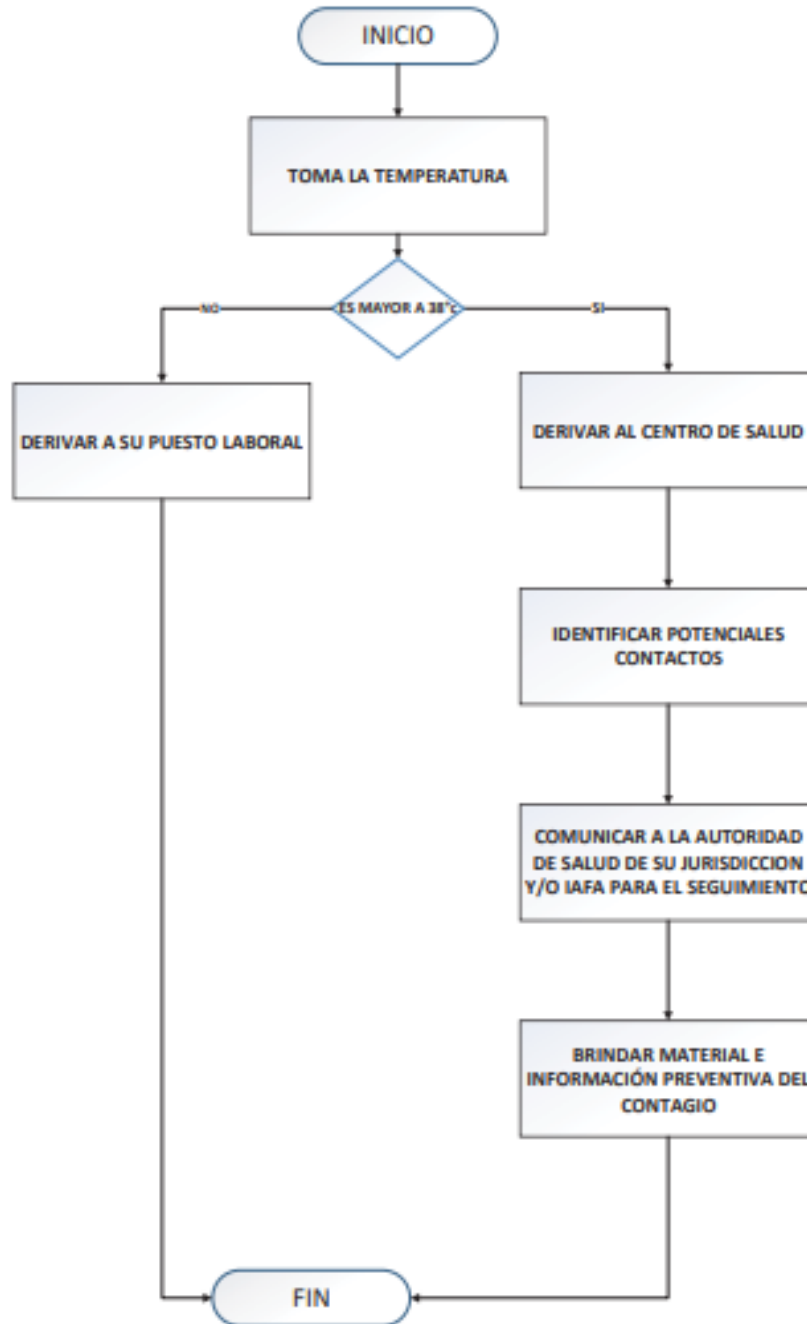 INICIO
TOMA LA TEMPERATURA
ES MAYOR A 38°c
NO
SI
DERIVAR A SU PUESTO LABORAL
DERIVAR AL CENTRO DE SALUD
IDENTIFICAR POTENCIALES
CONTACTOS
COMUNICAR A LA AUTORIDAD
DE SALUD DE SU JURISDICCION
Y/O IAFA PARA EL SEGUIMIENTO
BRINDAR MATERIAL E
INFORMACIÓN PREVENTIVA DEL
CONTAGIO
FIN